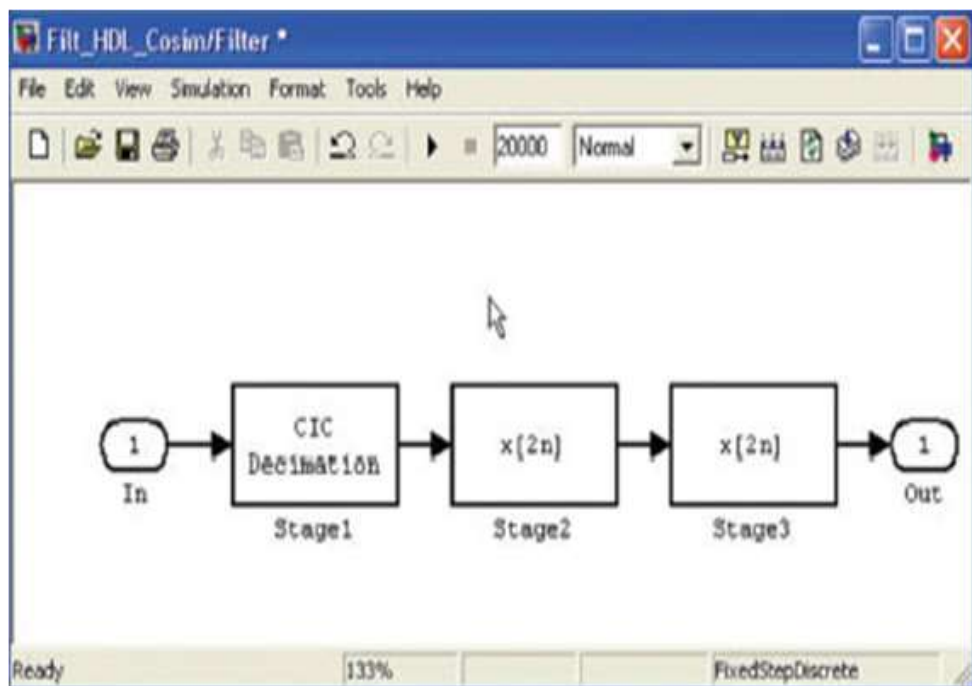 Filt_HDL_Cosim/Filter *
File Edit View Simulation Format Tools Help
20000 Normal
1
In
CIC
Decimation
Stage1
x[2n]
Stage2
x[2n]
Stage3
1
Out
Ready 133% FixedStepDiscrete